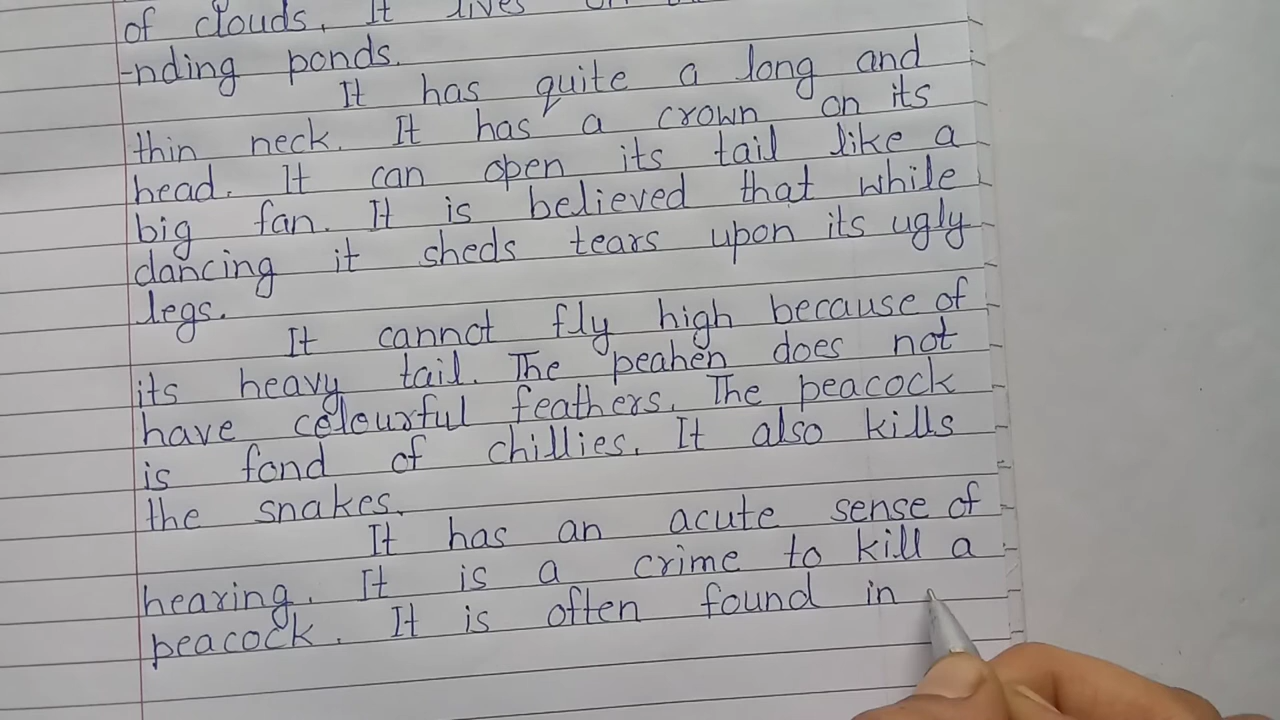 of clouds. It lives on
-nding ponds.
It has quite a long and
thin neck. It has a crown on its
head. It can open its tail like a
big fan. It is believed that while
dancing it sheds tears upon its ugly
legs.
It cannot fly high because of
its heavy tail. The peahen does not
have colourful feathers. The peacock
is fond of chillies. It also kills
the snakes.
It has an acute sense of
hearing. It is a crime to kill a
peacock. It is often found in